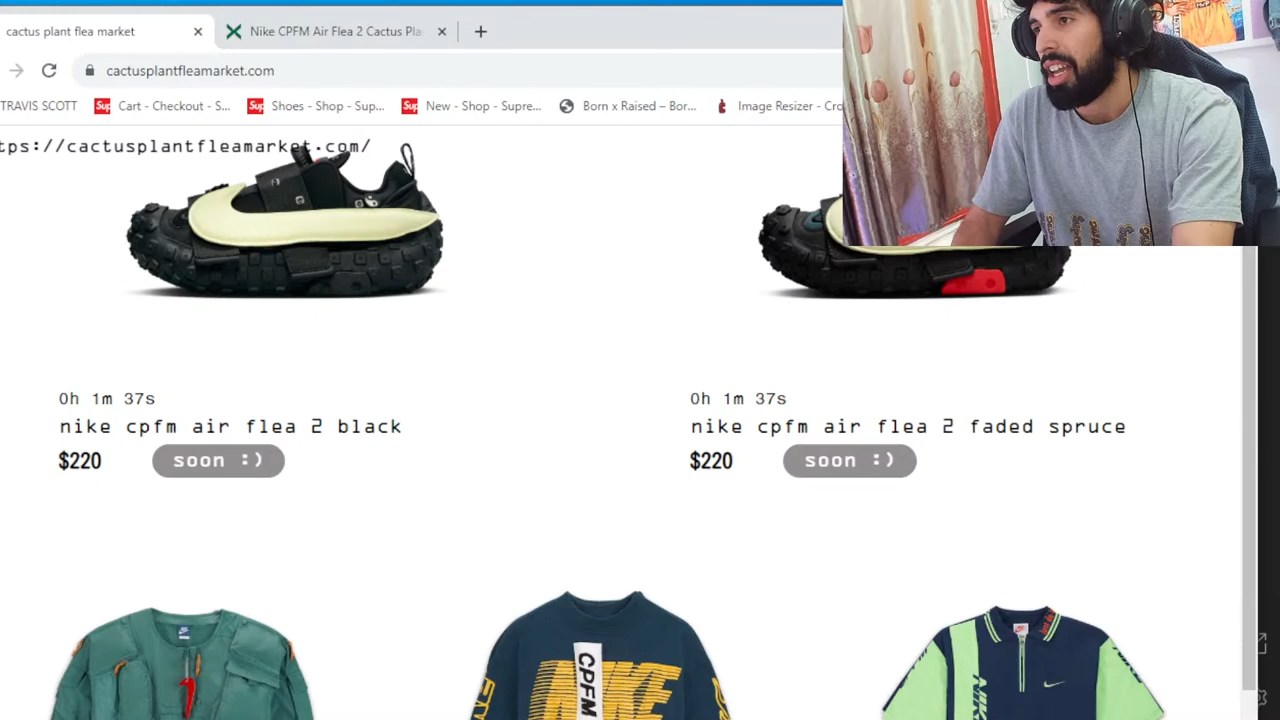 cactus plant flea market
Nike CPFM Air Flea 2 Cactus Pla
cactusplantfleamarket.com
TRAVIS SCOTT
Cart - Checkout - S...
Shoes - Shop - Sup...
New - Shop - Supre...
Born x Raised – Bor...
Image Resizer - Cro
tps://cactusplantfleamarket.com/
0h 1m 37s
nike cpfm air flea 2 black
$220
soon :)
0h 1m 37s
nike cpfm air flea 2 faded spruce
$220
soon :)
CPFM
NIKE